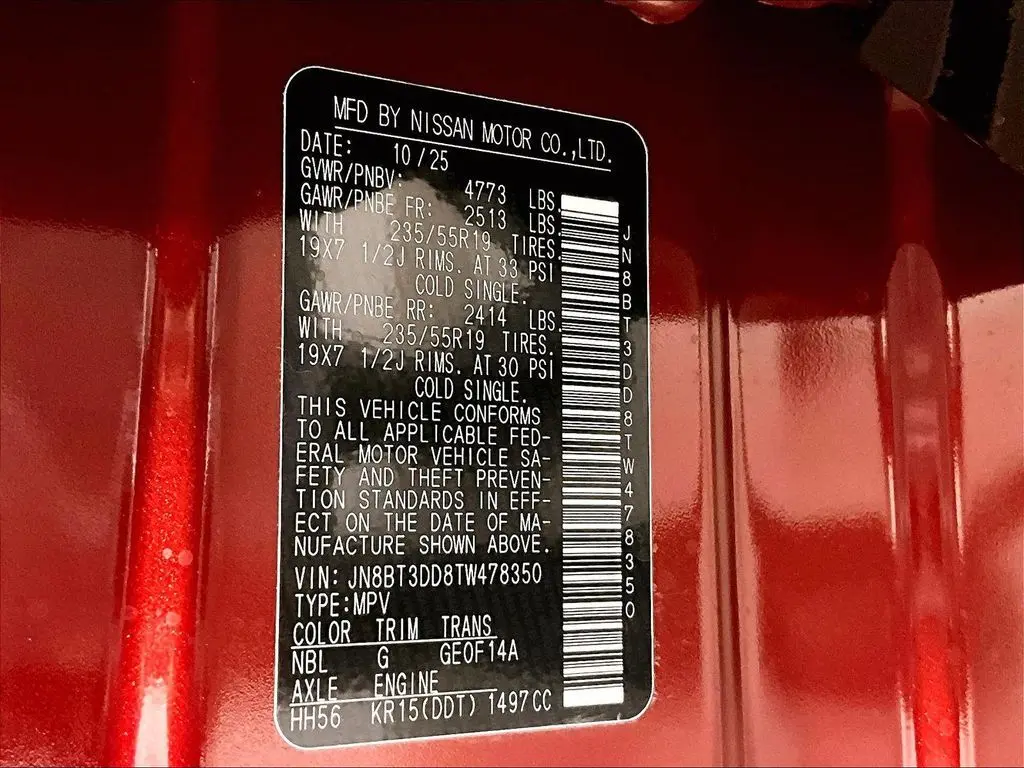 MFD BY NISSAN MOTOR CO.,LTD.
DATE: 10/25
GVWR/PNBV: 4773 LBS.
GAWR/PNBE FR: 2513 LBS.
WITH 235/55R19 TIRES.
19X7 1/2J RIMS. AT 33 PSI
COLD SINGLE.
GAWR/PNBE RR: 2414 LBS.
WITH 235/55R19 TIRES.
19X7 1/2J RIMS. AT 30 PSI
COLD SINGLE.
THIS VEHICLE CONFORMS
TO ALL APPLICABLE FED-
ERAL MOTOR VEHICLE SA-
FETY AND THEFT PREVEN-
TION STANDARDS IN EFF-
ECT ON THE DATE OF MA-
NUFACTURE SHOWN ABOVE.
VIN: JN8BT3DD8TW478350
TYPE:MPV
COLOR TRIM TRANS
NBL G GE0F14A
AXLE ENGINE
HH56 KR15(DDT) 1497CC
JN8BT3DD8TW478350